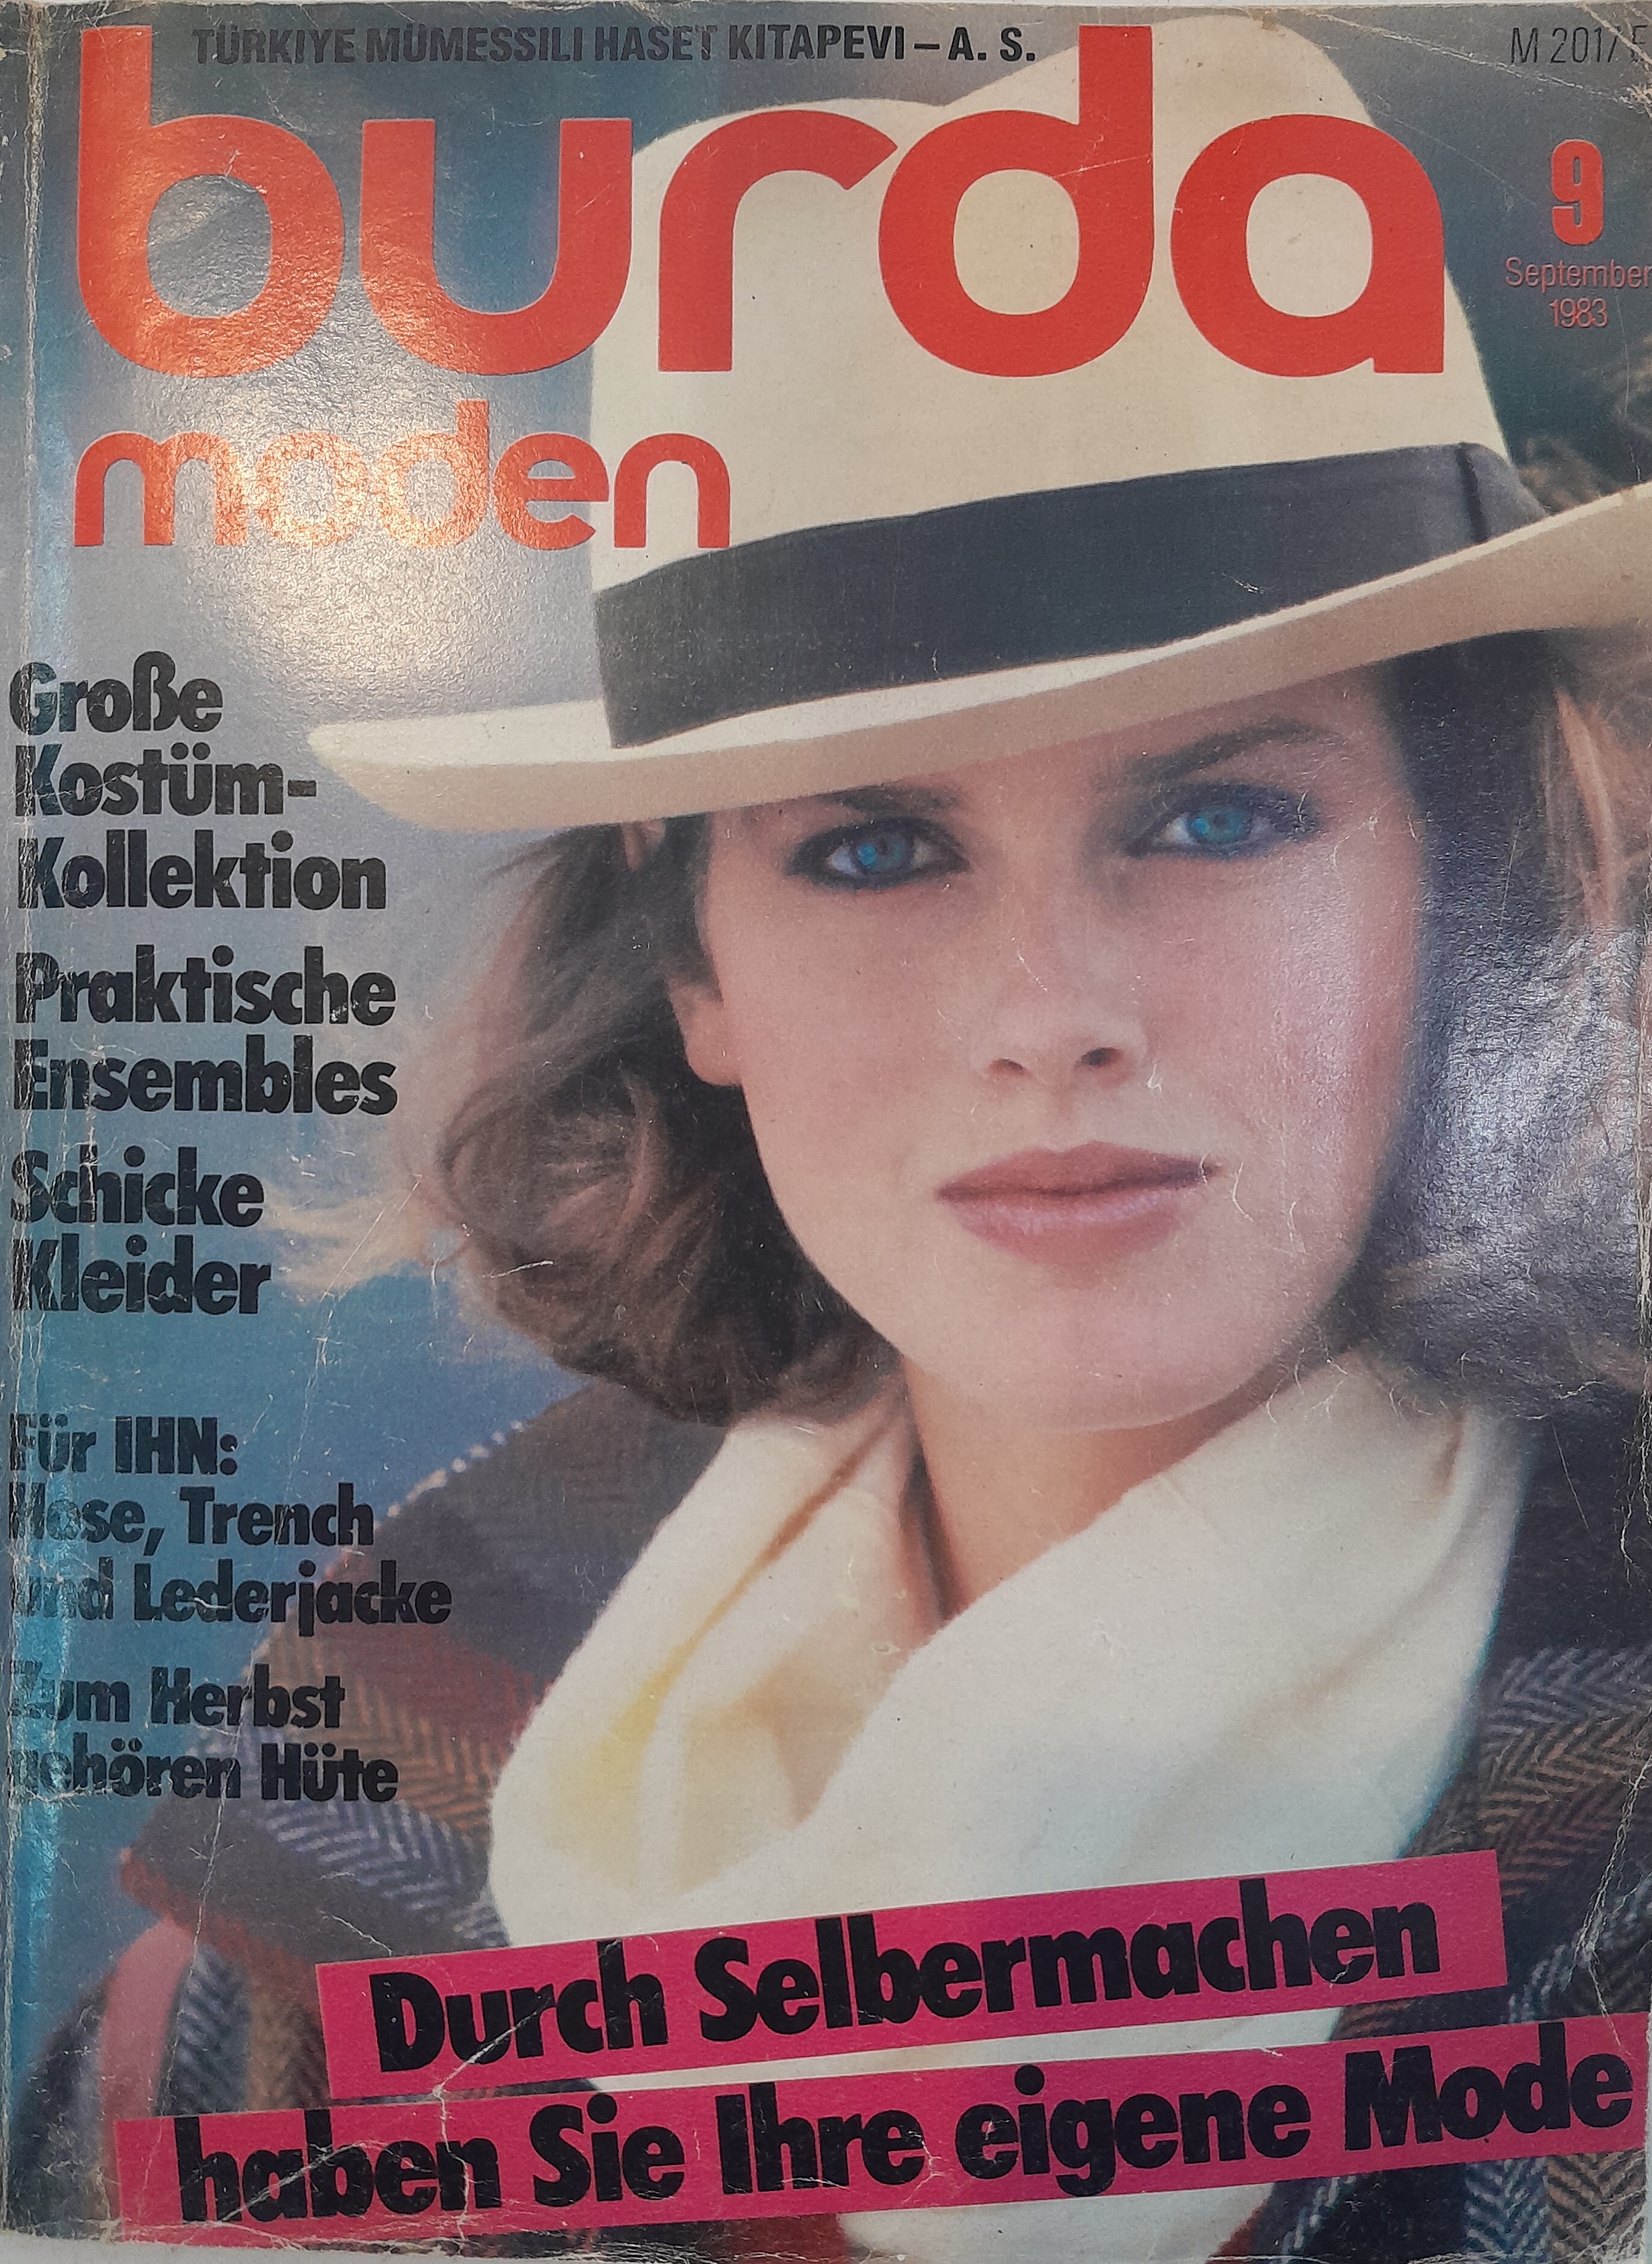 TÜRKIYE MÜMESSILI HASET KITAPEVI – A. S.
burda
moden
9
September
1983
Große
Kostüm-
Kollektion
Praktische
Ensembles
Schicke
Kleider
Für IHN:
Hose, Trench
und Lederjacke
Zum Herbst
gehören Hüte
Durch Selbermachen
haben Sie Ihre eigene Mode